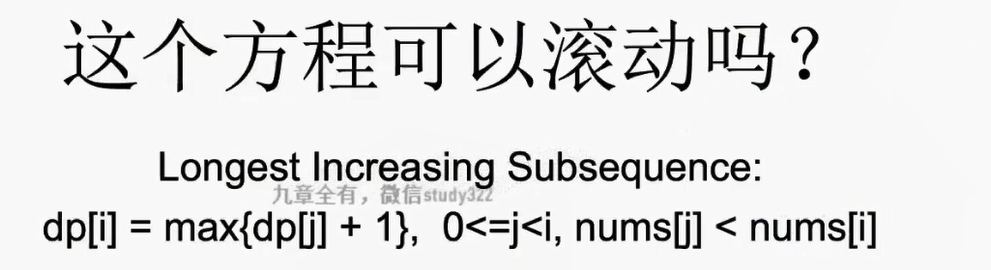 这个方程可以滚动吗？
Longest Increasing Subsequence:
九章全有，微信study322
dp[i] = max{dp[j] + 1},  0<=j<i, nums[j] < nums[i]